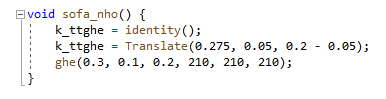 void sofa_nho() {
k_ttghe = identity();
k_ttghe = Translate(0.275, 0.05, 0.2 - 0.05);
ghe(0.3, 0.1, 0.2, 210, 210, 210);
}